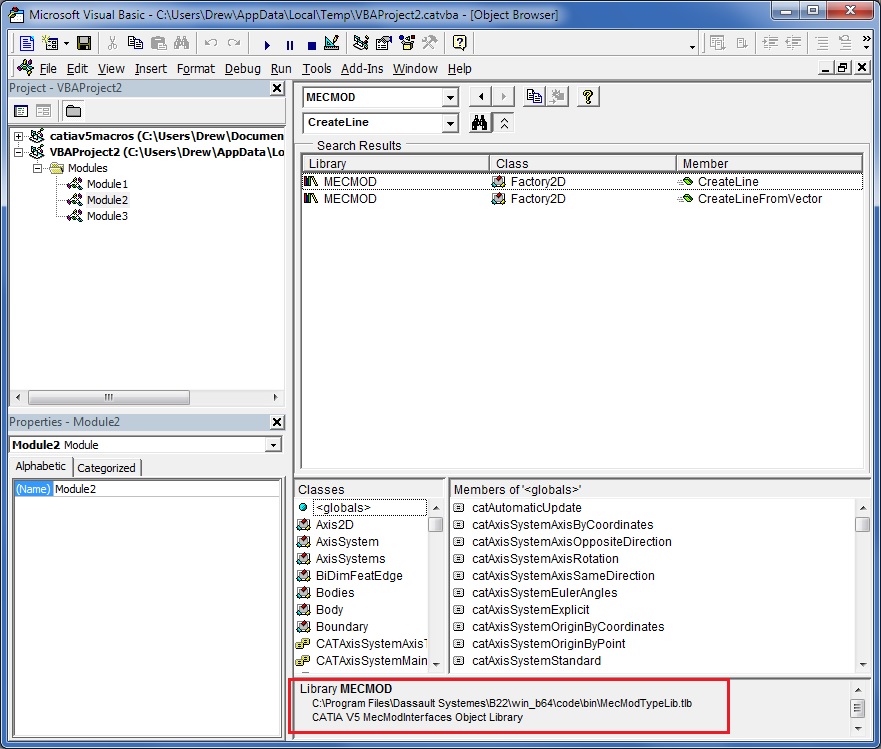 Microsoft Visual Basic - C:\Users\Drew\AppData\Local\Temp\VBAProject2.catvba - [Object Browser]
File Edit View Insert Format Debug Run Tools Add-Ins Window Help
Project - VBAProject2
catiav5macros (C:\Users\Drew\Documen
VBAProject2 (C:\Users\Drew\AppData\Lo
Modules
Module1
Module2
Module3
Properties - Module2
Module2 Module
Alphabetic Categorized
(Name) Module2
MECMOD
CreateLine
Search Results
Library Class Member
MECMOD Factory2D CreateLine
MECMOD Factory2D CreateLineFromVector
Classes
<globals>
Axis2D
AxisSystem
AxisSystems
BiDimFeatEdge
Bodies
Body
Boundary
CATAxisSystemAxisT
CATAxisSystemMain
Members of '<globals>'
catAutomaticUpdate
catAxisSystemAxisByCoordinates
catAxisSystemAxisOppositeDirection
catAxisSystemAxisRotation
catAxisSystemAxisSameDirection
catAxisSystemEulerAngles
catAxisSystemExplicit
catAxisSystemOriginByCoordinates
catAxisSystemOriginByPoint
catAxisSystemStandard
Library MECMOD
C:\Program Files\Dassault Systemes\B22\win_b64\code\bin\MecModTypeLib.tlb
CATIA V5 MecModInterfaces Object Library